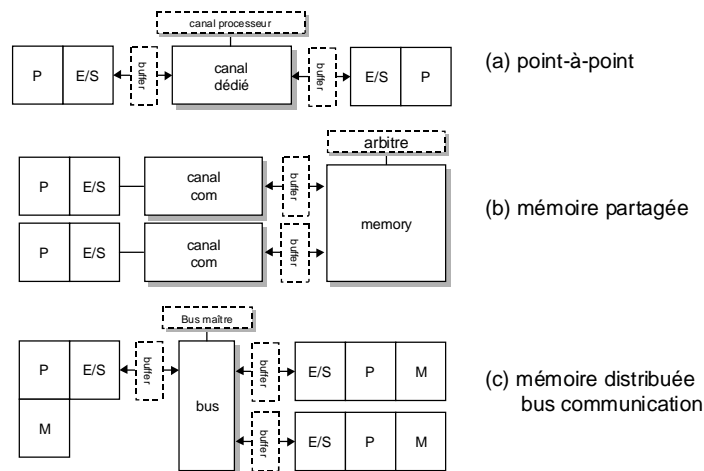 canal processeur
P
E/S
buffer
canal
dédié
buffer
E/S
P
(a) point-à-point
arbitre
P
E/S
canal
com
buffer
memory
(b) mémoire partagée
P
E/S
canal
com
buffer
Bus maître
P
E/S
buffer
M
bus
buffer
E/S
P
M
(c) mémoire distribuée
bus communication
buffer
E/S
P
M